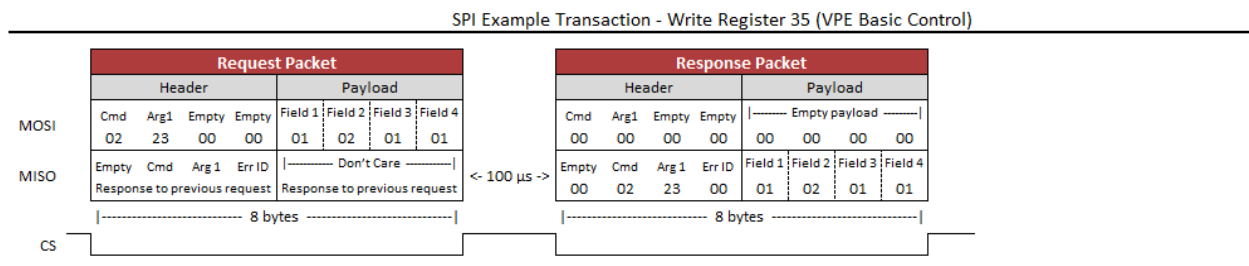 SPI Example Transaction - Write Register 35 (VPE Basic Control)
Request Packet Response Packet
Header Payload Header Payload
MOSI Cmd Arg1 Empty Empty Field 1 Field 2 Field 3 Field 4 Cmd Arg1 Empty Empty |--------- Empty payload ---------|
02 23 00 00 01 02 01 01 00 00 00 00 00 00 00 00
MISO Empty Cmd Arg 1 Err ID |------------ Don't Care -----------| <- 100 µs -> Empty Cmd Arg 1 Err ID Field 1 Field 2 Field 3 Field 4
Response to previous request Response to previous request 00 02 23 00 01 02 01 01
|--------------------------- 8 bytes ----------------------------| |--------------------------- 8 bytes ----------------------------|
CS